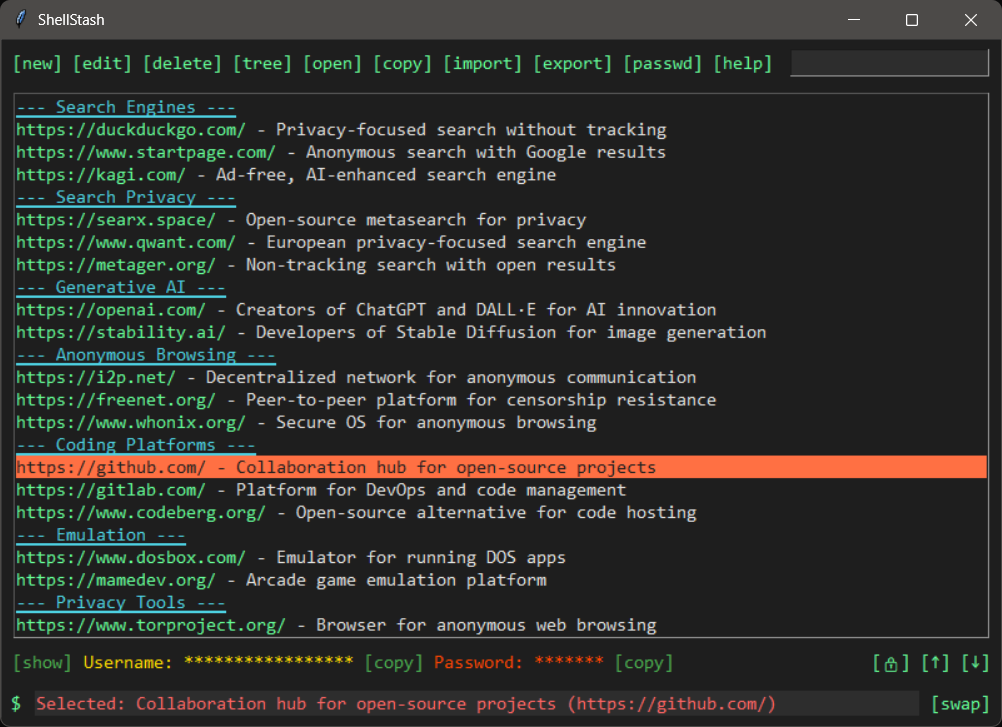 ShellStash
[new] [edit] [delete] [tree] [open] [copy] [import] [export] [passwd] [help]
--- Search Engines ---
https://duckduckgo.com/ - Privacy-focused search without tracking
https://www.startpage.com/ - Anonymous search with Google results
https://kagi.com/ - Ad-free, AI-enhanced search engine
--- Search Privacy ---
https://searx.space/ - Open-source metasearch for privacy
https://www.qwant.com/ - European privacy-focused search engine
https://metager.org/ - Non-tracking search with open results
--- Generative AI ---
https://openai.com/ - Creators of ChatGPT and DALL·E for AI innovation
https://stability.ai/ - Developers of Stable Diffusion for image generation
--- Anonymous Browsing ---
https://i2p.net/ - Decentralized network for anonymous communication
https://freenet.org/ - Peer-to-peer platform for censorship resistance
https://www.whonix.org/ - Secure OS for anonymous browsing
--- Coding Platforms ---
https://github.com/ - Collaboration hub for open-source projects
https://gitlab.com/ - Platform for DevOps and code management
https://www.codeberg.org/ - Open-source alternative for code hosting
--- Emulation ---
https://www.dosbox.com/ - Emulator for running DOS apps
https://mamedev.org/ - Arcade game emulation platform
--- Privacy Tools ---
https://www.torproject.org/ - Browser for anonymous web browsing
[show] Username: ***************** [copy] Password: ******* [copy] [🔒] [↑] [↓]
$ Selected: Collaboration hub for open-source projects (https://github.com/) [swap]